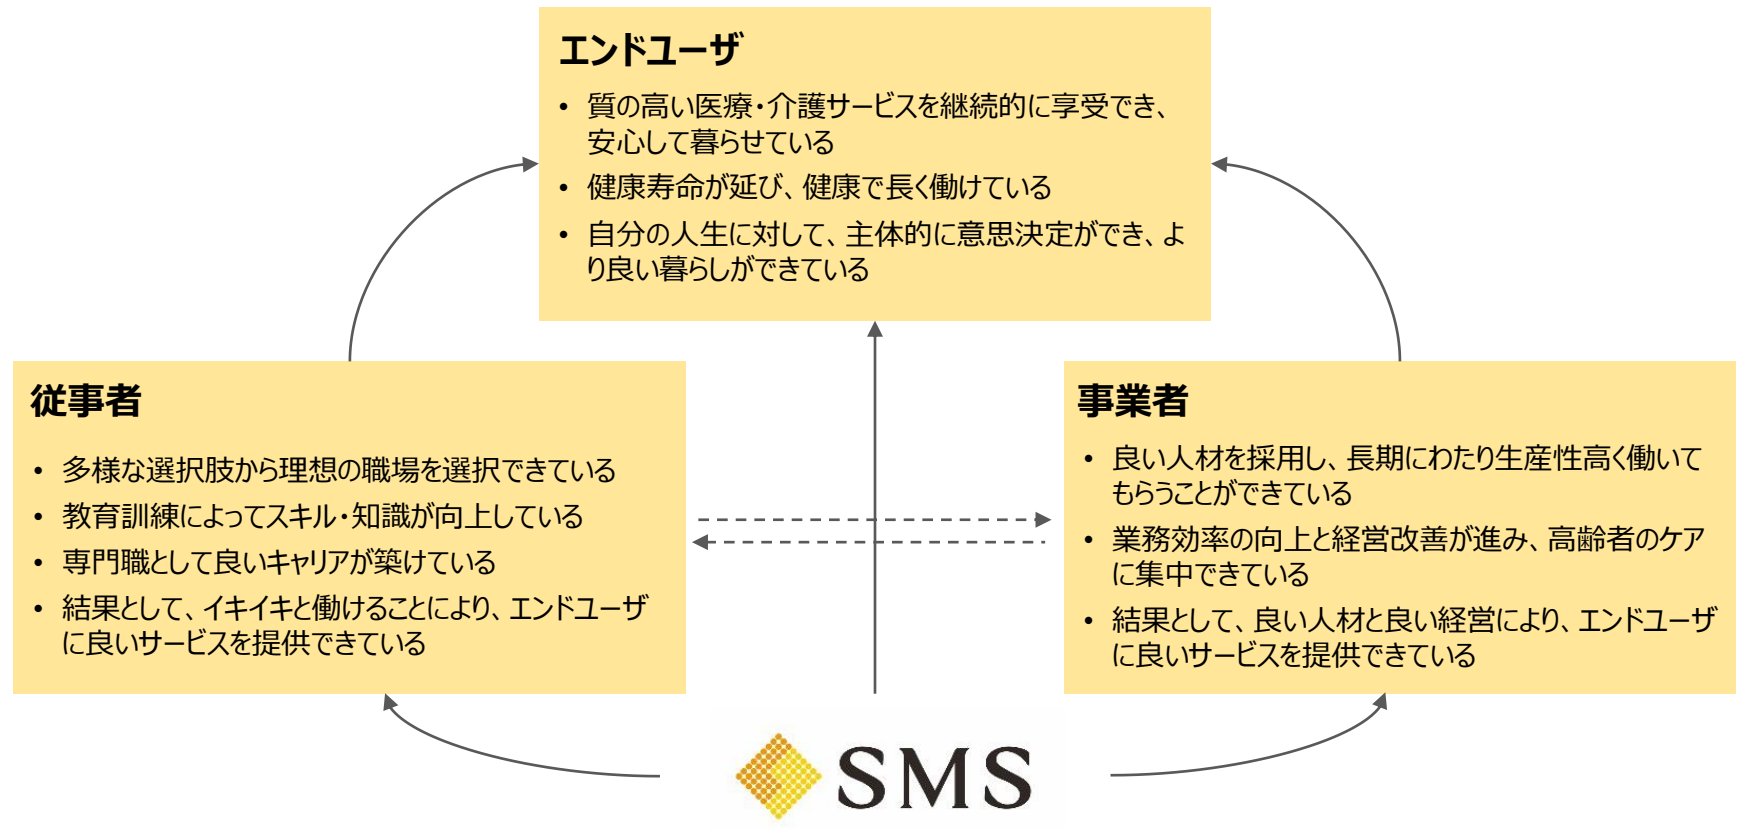 エンドユーザ
• 質の高い医療・介護サービスを継続的に享受でき、
安心して暮らせている
• 健康寿命が延び、健康で長く働けている
• 自分の人生に対して、主体的に意思決定ができ、よ
り良い暮らしができている
従事者
• 多様な選択肢から理想の職場を選択できている
• 教育訓練によってスキル・知識が向上している
• 専門職として良いキャリアが築けている
• 結果として、イキイキと働けることにより、エンドユーザ
に良いサービスを提供できている
事業者
• 良い人材を採用し、長期にわたり生産性高く働いて
もらうことができている
• 業務効率の向上と経営改善が進み、高齢者のケア
に集中できている
• 結果として、良い人材と良い経営により、エンドユーザ
に良いサービスを提供できている
SMS